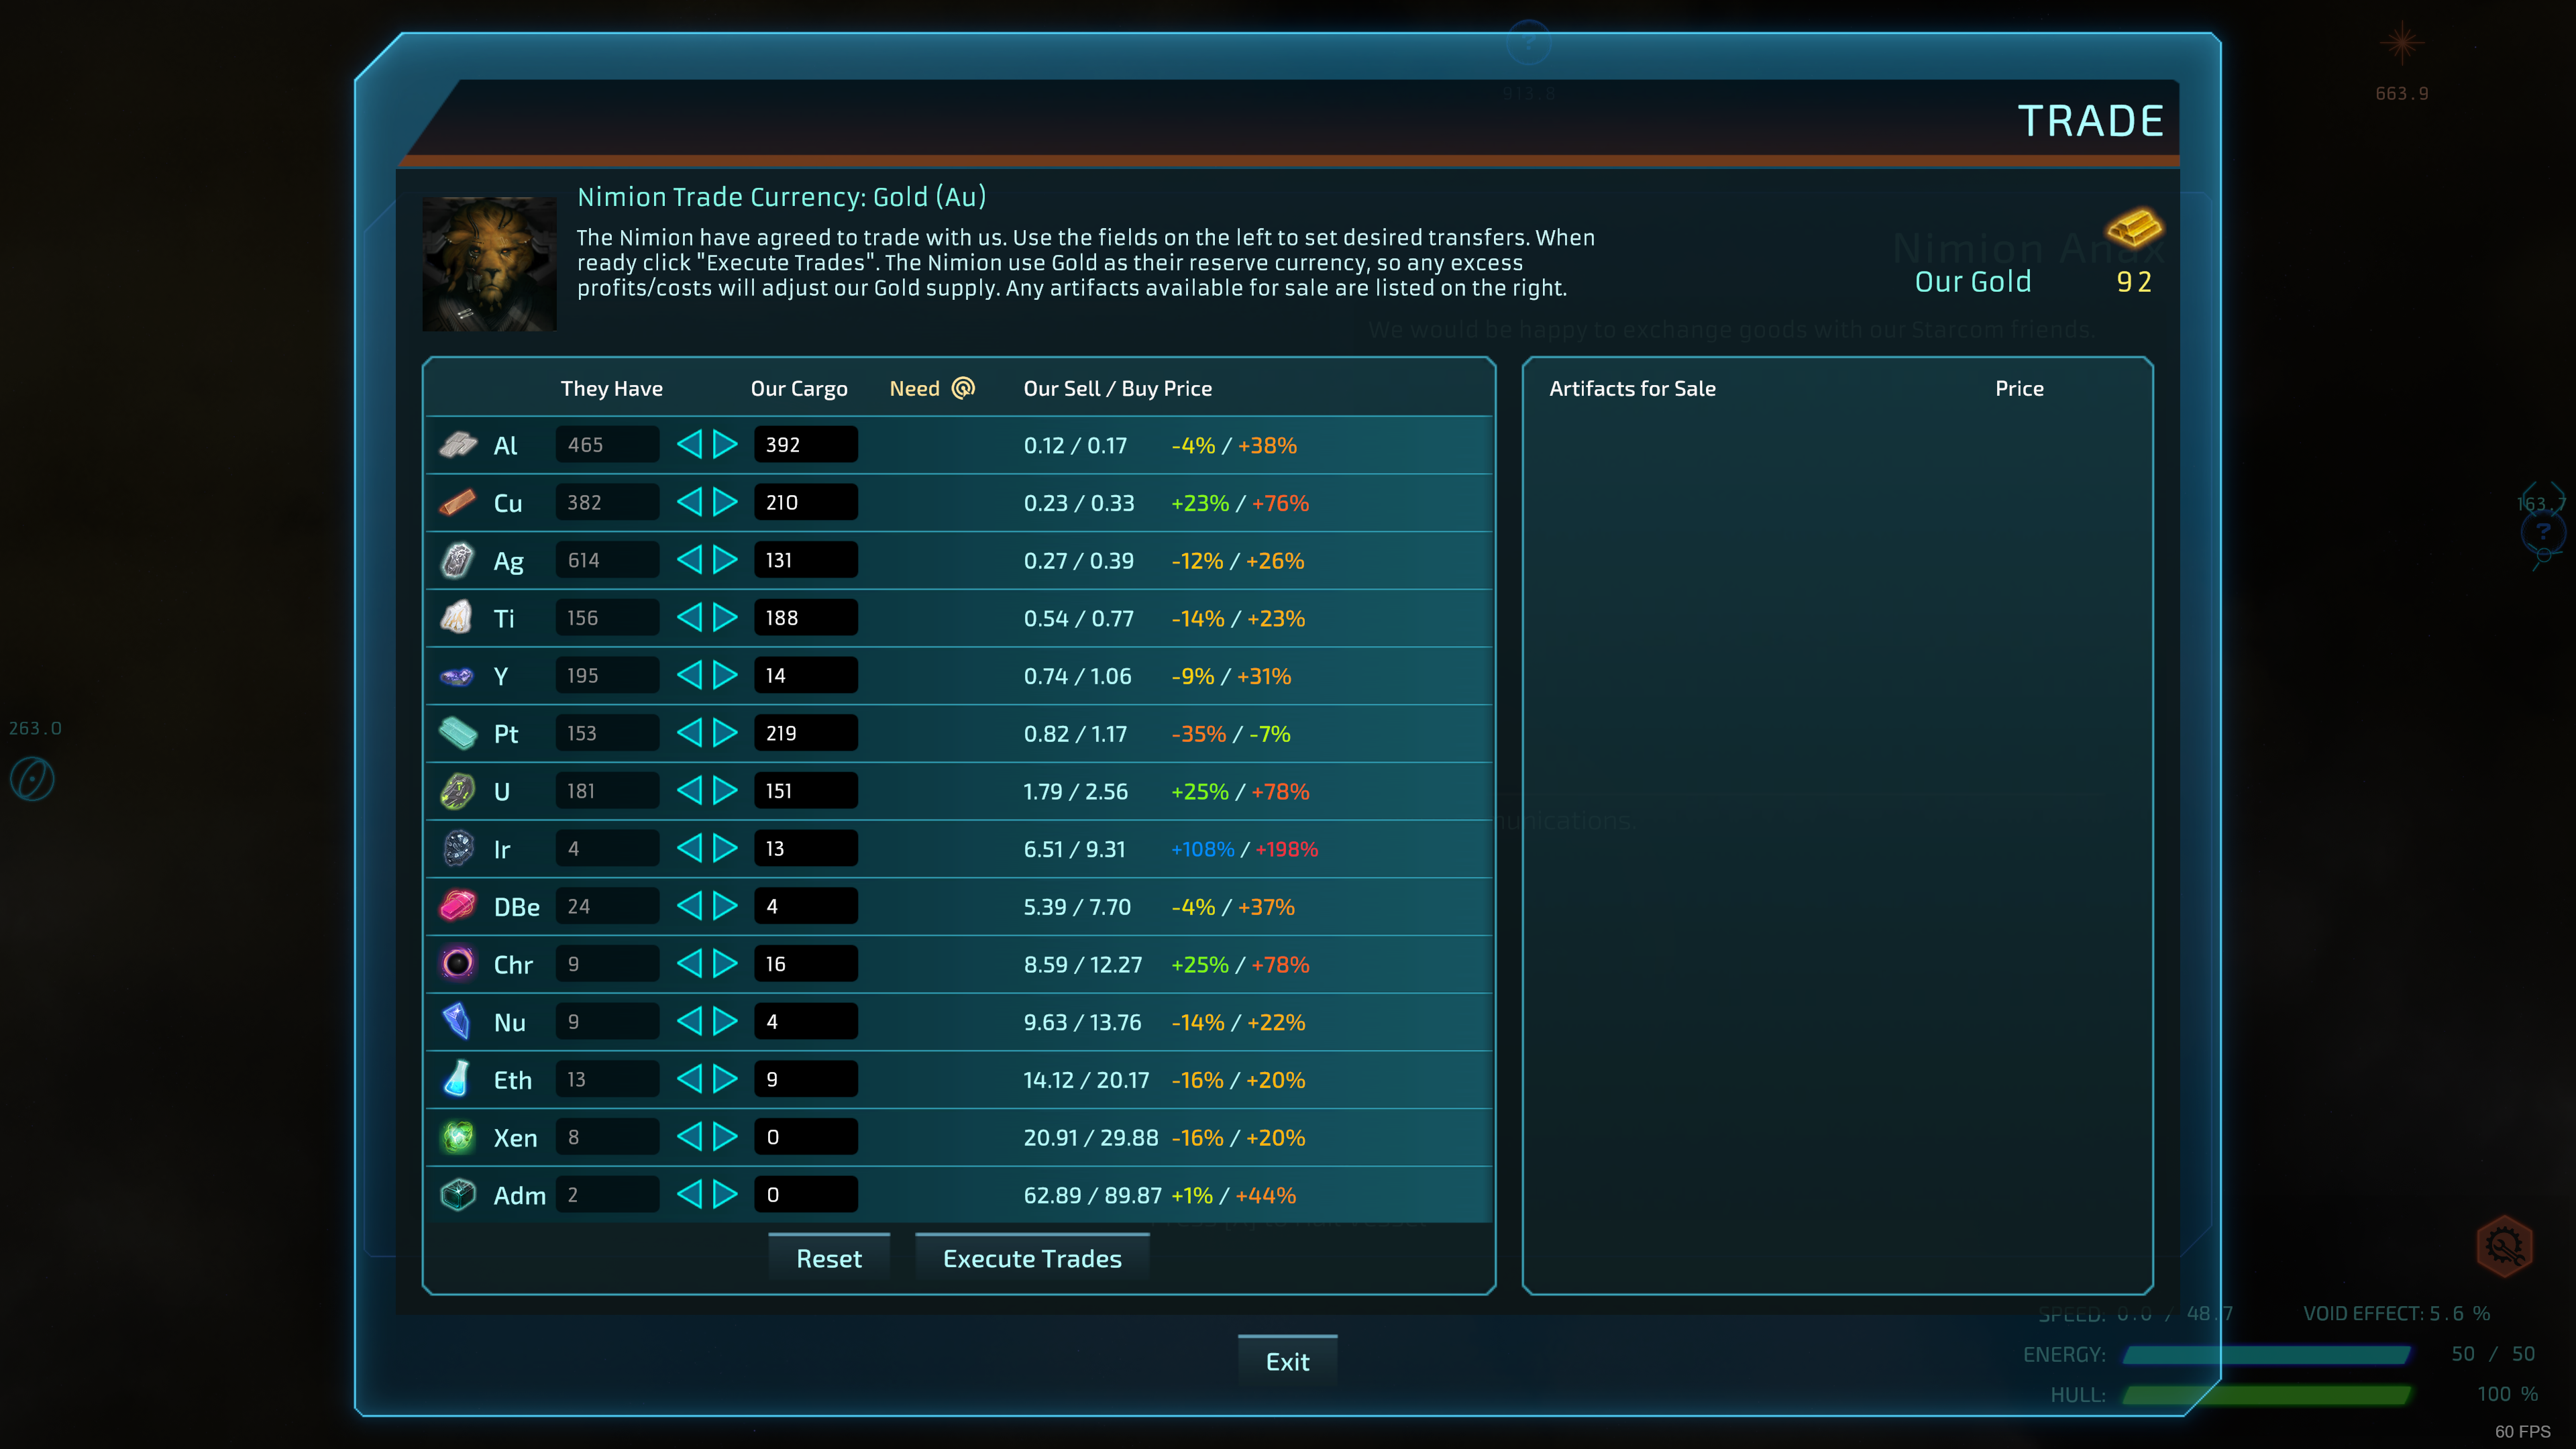 913.8
663.9
TRADE
Nimion Trade Currency: Gold (Au)
The Nimion have agreed to trade with us. Use the fields on the left to set desired transfers. When
ready click "Execute Trades". The Nimion use Gold as their reserve currency, so any excess
profits/costs will adjust our Gold supply. Any artifacts available for sale are listed on the right.
Nimion
Our Gold 92
We would be happy to exchange goods with our Starcom friends.
They Have Our Cargo Need Our Sell / Buy Price
Artifacts for Sale Price
Al 465 392 0.12 / 0.17 -4% / +38%
Cu 382 210 0.23 / 0.33 +23% / +76%
163.7
?
Ag 614 131 0.27 / 0.39 -12% / +26%
Ti 156 188 0.54 / 0.77 -14% / +23%
Y 195 14 0.74 / 1.06 -9% / +31%
263.0
Pt 153 219 0.82 / 1.17 -35% / -7%
U 181 151 1.79 / 2.56 +25% / +78%
unications.
Ir 4 13 6.51 / 9.31 +108% / +198%
DBe 24 4 5.39 / 7.70 -4% / +37%
Chr 9 16 8.59 / 12.27 +25% / +78%
Nu 9 4 9.63 / 13.76 -14% / +22%
Eth 13 9 14.12 / 20.17 -16% / +20%
Xen 8 0 20.91 / 29.88 -16% / +20%
Adm 2 0 62.89 / 89.87 +1% / +44%
Reset Execute Trades
Exit
SPEED: 0.0 / 48.7 VOID EFFECT: 5.6 %
ENERGY: 50 / 50
HULL: 100 %
60 FPS